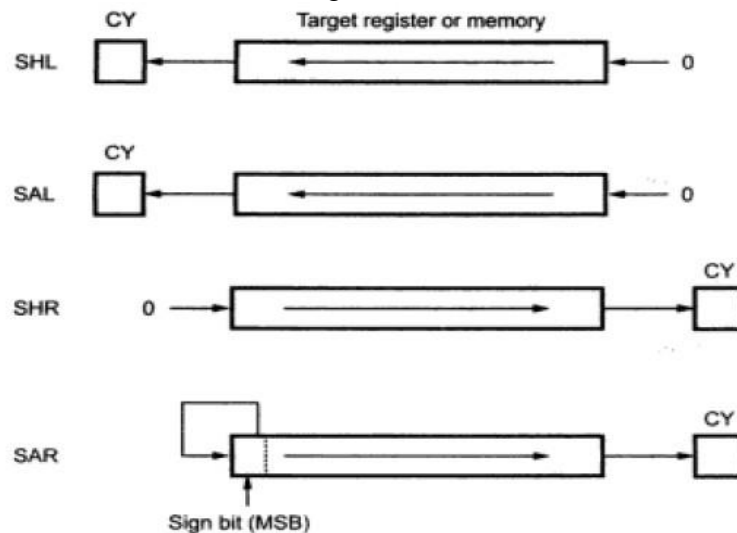 CY Target register or memory
SHL 0
CY
SAL 0
CY
SHR 0
CY
SAR
Sign bit (MSB)